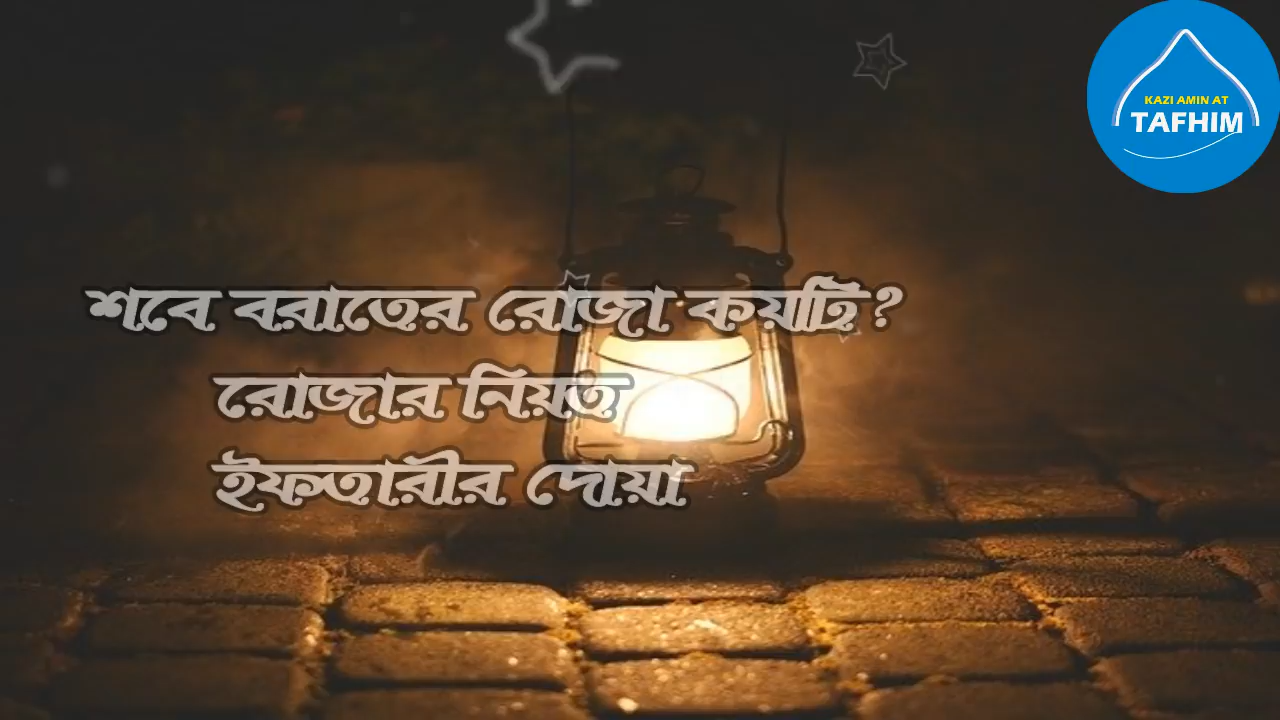 KAZI AMIN AT
TAFHIM
শবে বরাতের রোজা কয়টি?
রোজার নিয়ত
ইফতারীর দোয়া